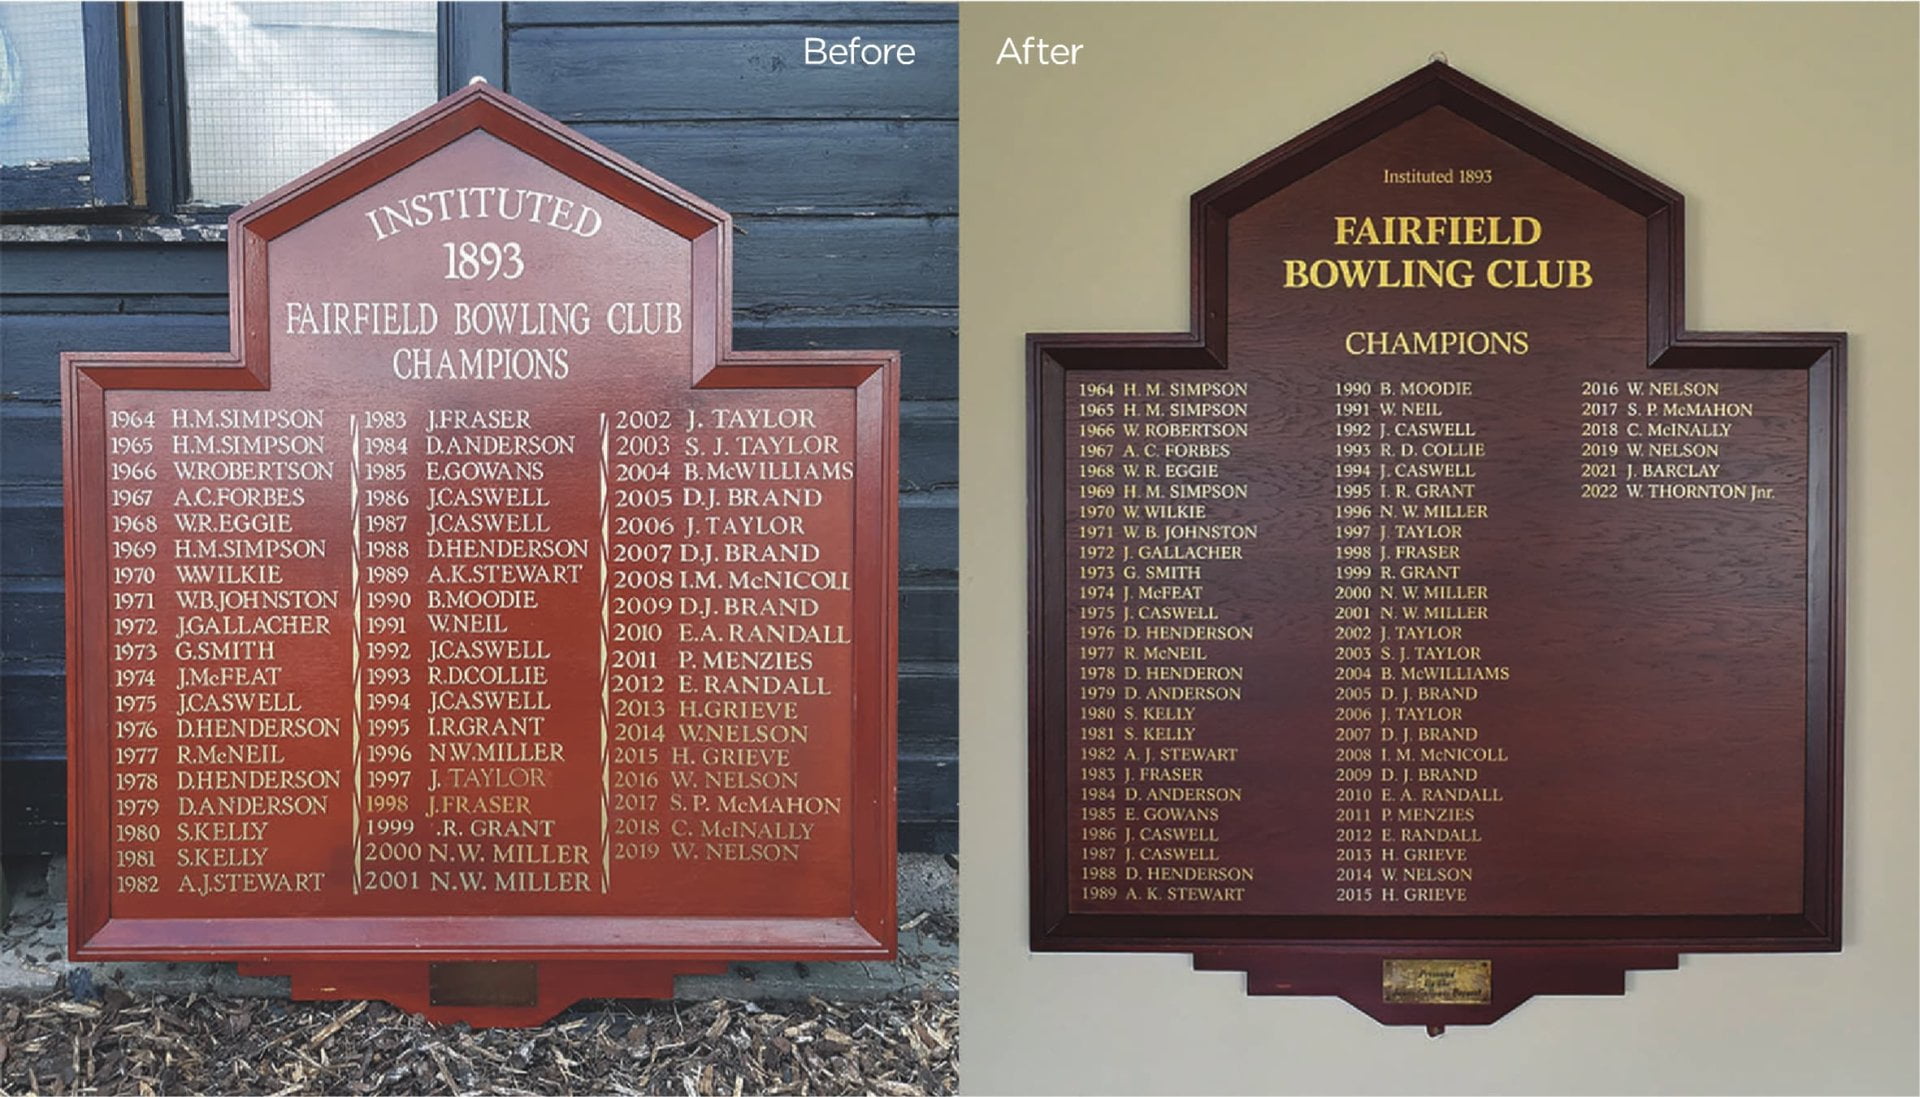 Before
INSTITUTED
1893
FAIRFIELD BOWLING CLUB
CHAMPIONS
1964 H.M.SIMPSON
1965 H.M.SIMPSON
1966 W.ROBERTSON
1967 A.C.FORBES
1968 W.R.EGGIE
1969 H.M.SIMPSON
1970 W.WILKIE
1971 W.B.JOHNSTON
1972 J.GALLACHER
1973 G.SMITH
1974 J.McFEAT
1975 J.CASWELL
1976 D.HENDERSON
1977 R.McNEIL
1978 D.HENDERSON
1979 D.ANDERSON
1980 S.KELLY
1981 S.KELLY
1982 A.J.STEWART
1983 J.FRASER
1984 D.ANDERSON
1985 E.GOWANS
1986 J.CASWELL
1987 J.CASWELL
1988 D.HENDERSON
1989 A.K.STEWART
1990 B.MOODIE
1991 W.NEIL
1992 J.CASWELL
1993 R.D.COLLIE
1994 J.CASWELL
1995 I.R.GRANT
1996 N.W.MILLER
1997 J. TAYLOR
1998 J.FRASER
1999 .R. GRANT
2000 N.W. MILLER
2001 N.W. MILLER
2002 J. TAYLOR
2003 S. J. TAYLOR
2004 B.McWILLIAMS
2005 D.J. BRAND
2006 J. TAYLOR
2007 D.J. BRAND
2008 I.M. McNICOLL
2009 D.J. BRAND
2010 E.A. RANDALL
2011 P. MENZIES
2012 E. RANDALL
2013 H.GRIEVE
2014 W.NELSON
2015 H. GRIEVE
2016 W. NELSON
2017 S. P. McMAHON
2018 C. McINALLY
2019 W. NELSON
After
Instituted 1893
FAIRFIELD
BOWLING CLUB
CHAMPIONS
1964 H. M. SIMPSON
1965 H. M. SIMPSON
1966 W. ROBERTSON
1967 A. C. FORBES
1968 W. R. EGGIE
1969 H. M. SIMPSON
1970 W. WILKIE
1971 W. B. JOHNSTON
1972 J. GALLACHER
1973 G. SMITH
1974 J. McFEAT
1975 J. CASWELL
1976 D. HENDERSON
1977 R. McNEIL
1978 D. HENDERON
1979 D. ANDERSON
1980 S. KELLY
1981 S. KELLY
1982 A. J. STEWART
1983 J. FRASER
1984 D. ANDERSON
1985 E. GOWANS
1986 J. CASWELL
1987 J. CASWELL
1988 D. HENDERSON
1989 A. K. STEWART
1990 B. MOODIE
1991 W. NEIL
1992 J. CASWELL
1993 R. D. COLLIE
1994 J. CASWELL
1995 I. R. GRANT
1996 N. W. MILLER
1997 J. TAYLOR
1998 J. FRASER
1999 R. GRANT
2000 N. W. MILLER
2001 N. W. MILLER
2002 J. TAYLOR
2003 S. J. TAYLOR
2004 B. McWILLIAMS
2005 D. J. BRAND
2006 J. TAYLOR
2007 D. J. BRAND
2008 I. M. McNICOLL
2009 D. J. BRAND
2010 E. A. RANDALL
2011 P. MENZIES
2012 E. RANDALL
2013 H. GRIEVE
2014 W. NELSON
2015 H. GRIEVE
2016 W. NELSON
2017 S. P. McMAHON
2018 C. McINALLY
2019 W. NELSON
2021 J. BARCLAY
2022 W. THORNTON Jnr.
Presented
By the